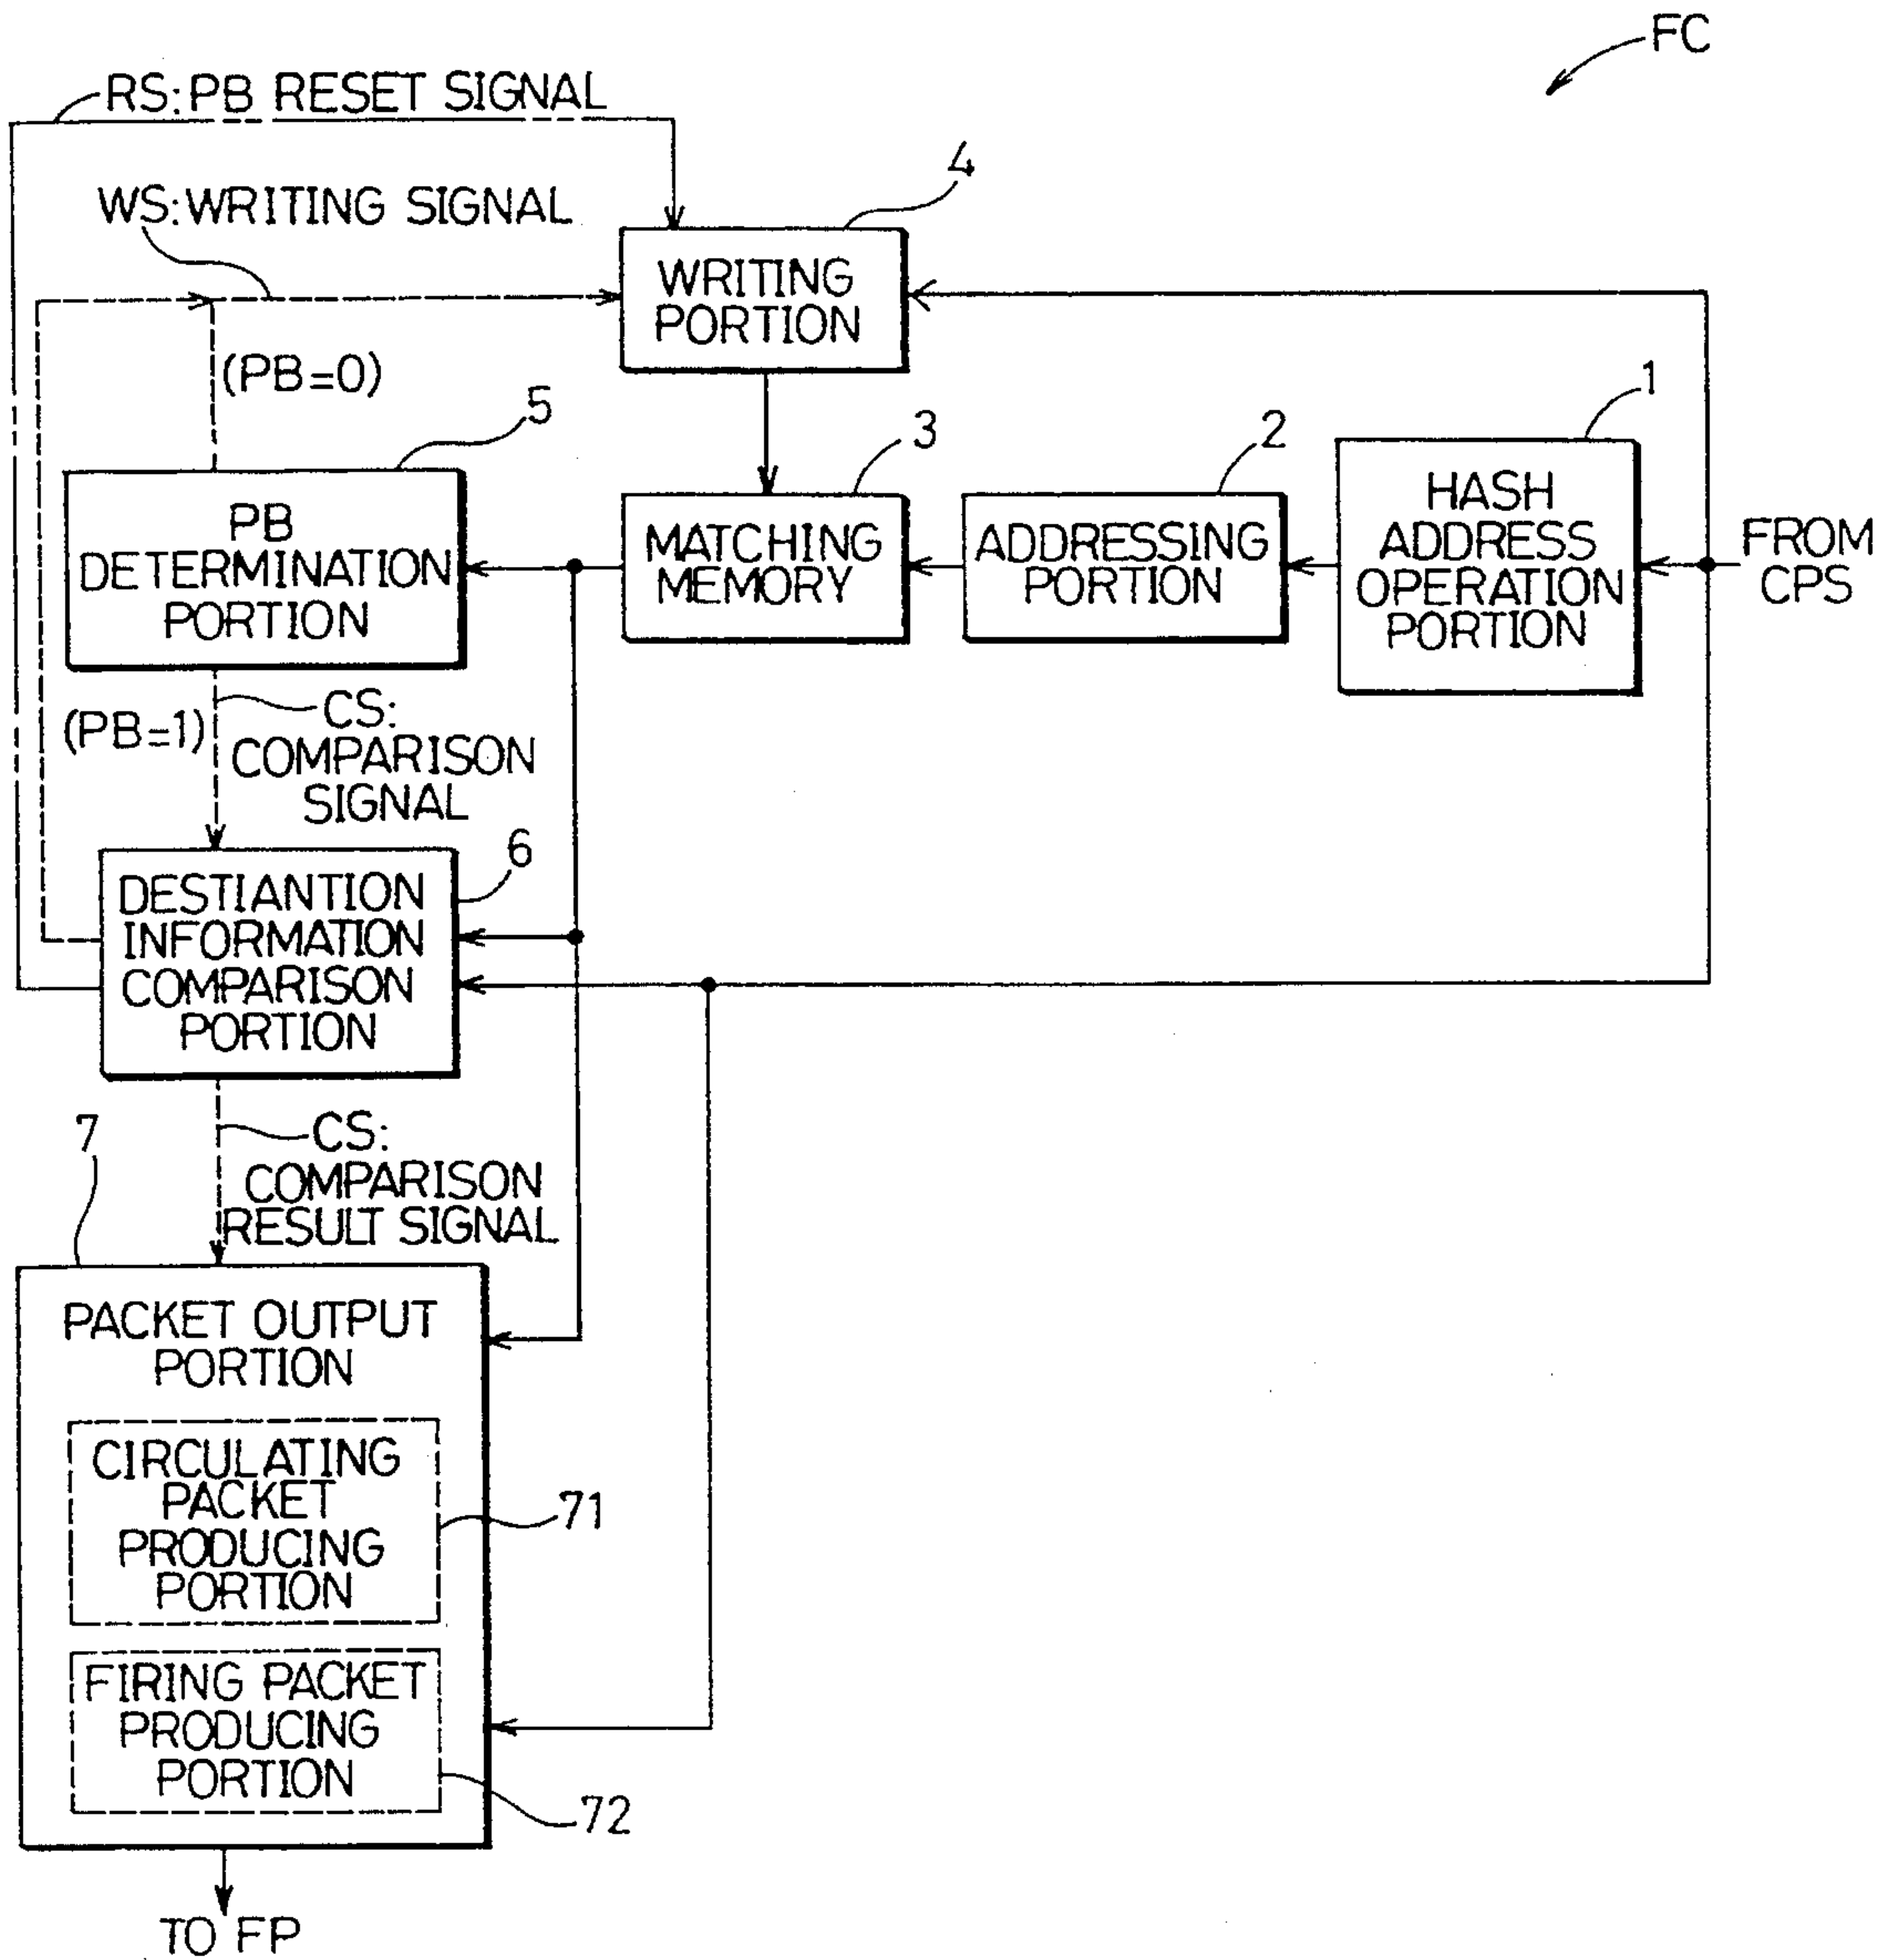 FC
RS:PB RESET SIGNAL
4
WS:WRITING SIGNAL
WRITING
PORTION
(PB=0)
1
5
3
2
HASH
ADDRESS
OPERATION
PORTION
PB
DETERMINATION
PORTION
MATCHING
MEMORY
ADDRESSING
PORTION
FROM
CPS
(PB=1)
CS:
COMPARISON
SIGNAL
6
DESTIANTION
INFORMATION
COMPARISON
PORTION
7
CS:
COMPARISON
RESULT SIGNAL
PACKET OUTPUT
PORTION
CIRCULATING
PACKET
PRODUCING
PORTION
71
FIRING PACKET
PRODUCING
PORTION
72
TO FP